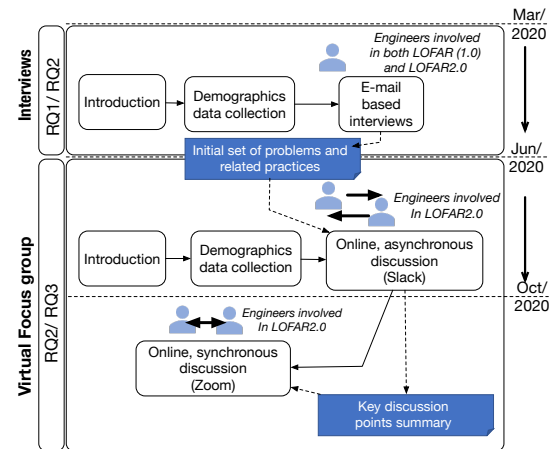 Mar/
2020
Interviews
RQ1/ RQ2
Engineers involved
in both LOFAR (1.0)
and LOFAR2.0
Introduction
Demographics
data collection
E-mail
based
interviews
Initial set of problems and
related practices
Jun/
2020
Virtual Focus group
RQ2/ RQ3
Engineers involved
In LOFAR2.0
Introduction
Demographics
data collection
Online, asynchronous
discussion
(Slack)
Oct/
2020
Engineers involved
In LOFAR2.0
Online, synchronous
discussion
(Zoom)
Key discussion
points summary